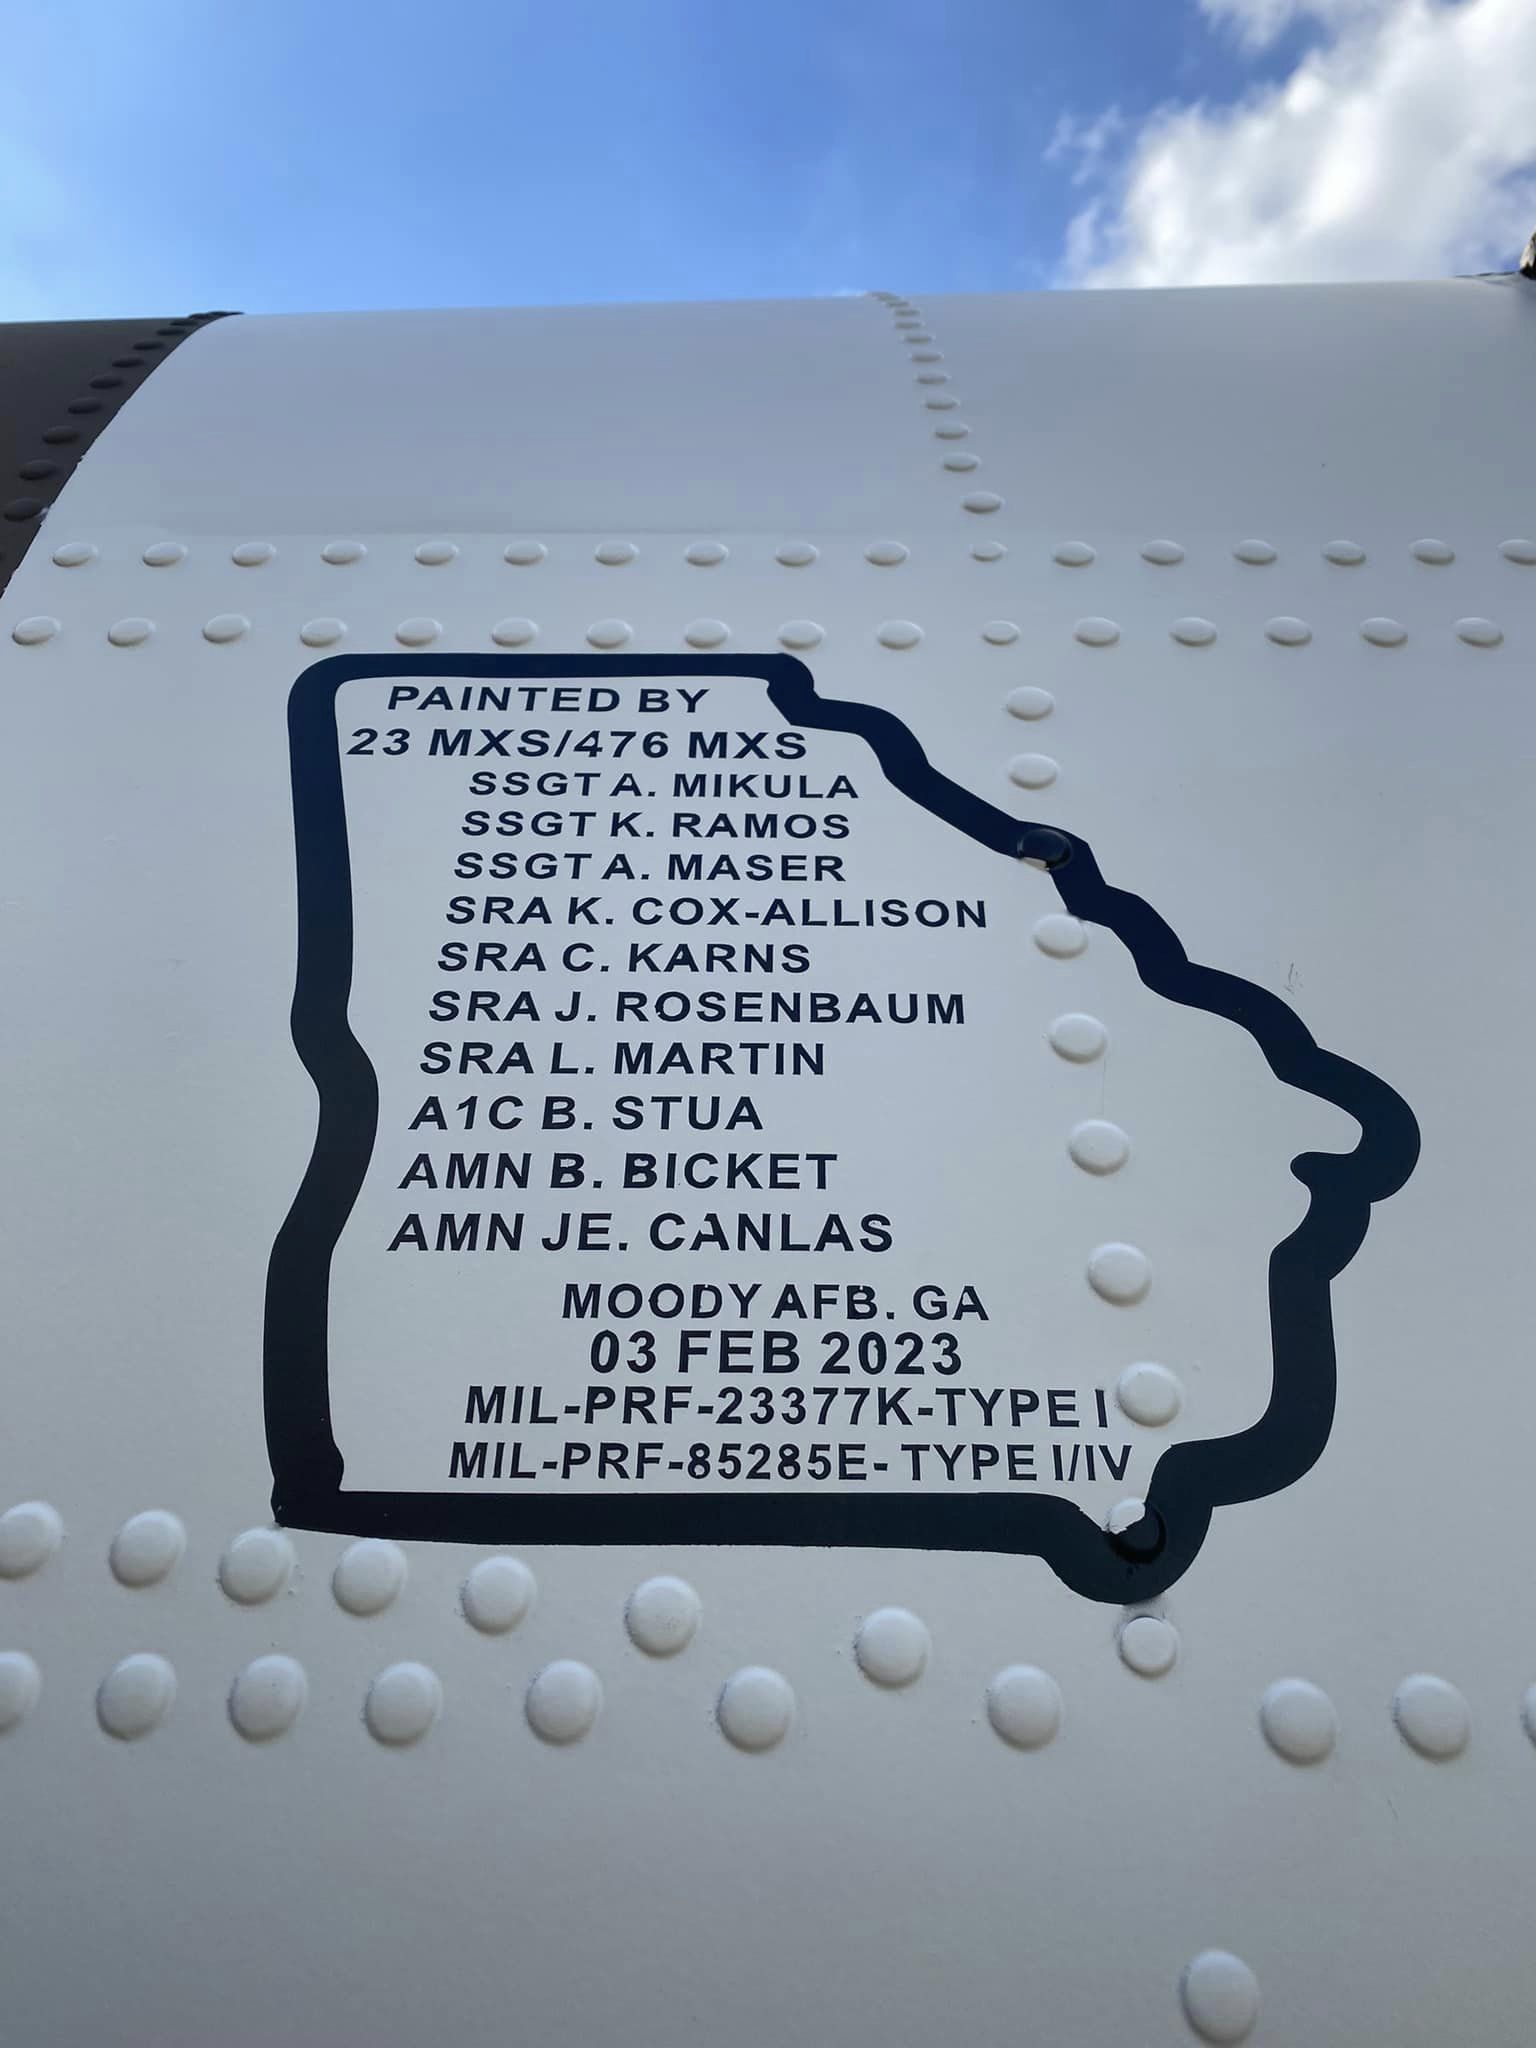 PAINTED BY
23 MXS/476 MXS
SSGT A. MIKULA
SSGT K. RAMOS
SSGT A. MASER
SRA K. COX-ALLISON
SRA C. KARNS
SRA J. ROSENBAUM
SRA L. MARTIN
A1C B. STUA
AMN B. BICKET
AMN JE. CANLAS
MOODY AFB. GA
03 FEB 2023
MIL-PRF-23377K-TYPE I
MIL-PRF-85285E- TYPE I/IV